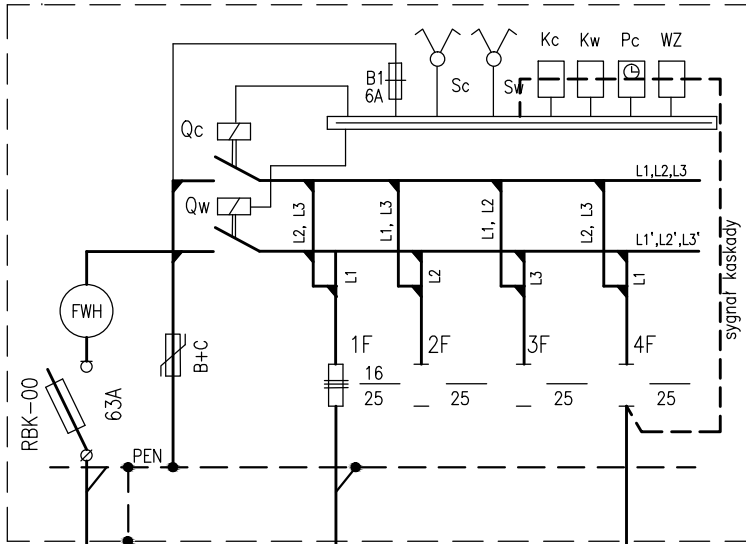 Kc Kw Pc WZ
B1
6A
Sc Sw
Qc
L1,L2,L3
Qw
L2, L3
L1, L3
L1, L2
L2, L3
L1',L2',L3'
L1
L2
L3
L1
sygnał kaskady
FWH
1F 2F 3F 4F
B+C
RBK-00
63A
16
25 25 25 25
PEN